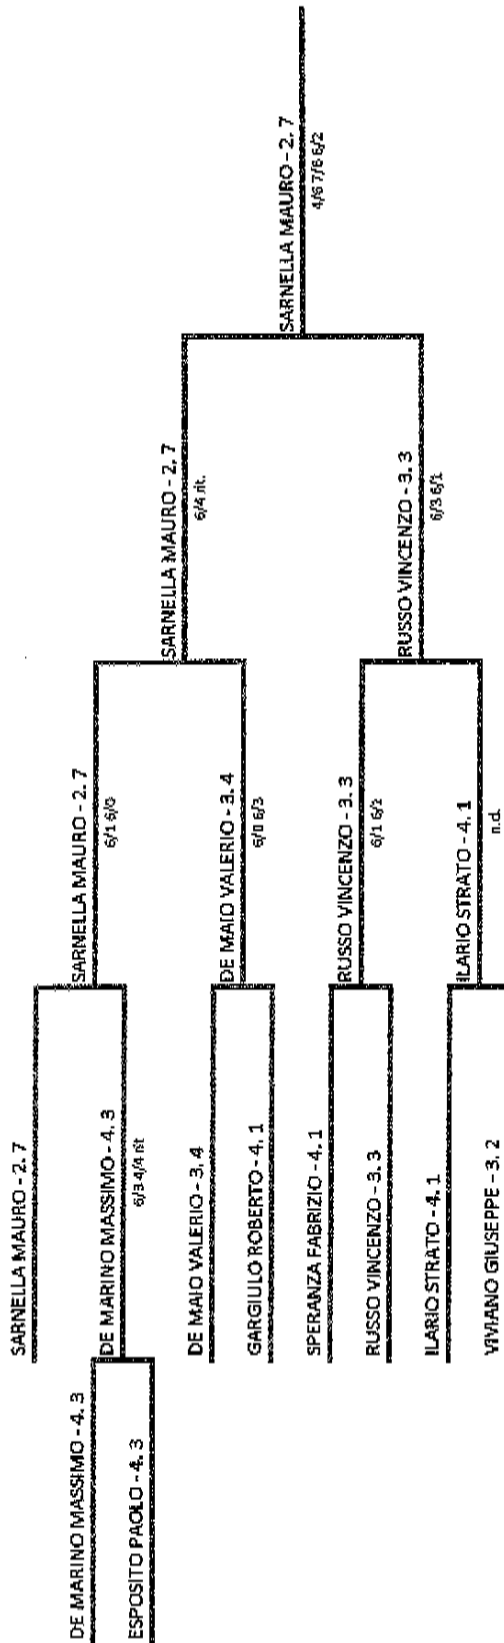 DE MARINO MASSIMO - 4. 3
ESPOSITO PAOLO - 4. 3
SARNELLA MAURO - 2. 7
DE MARINO MASSIMO - 4. 3
6/3 4/4 rit
DE MAIO VALERIO - 3. 4
GARGIULO ROBERTO - 4. 1
SPERANZA FABRIZIO - 4. 1
RUSSO VINCENZO - 3. 3
ILARIO STRATO - 4. 1
VIVIANO GIUSEPPE - 3. 2
SARNELLA MAURO - 2. 7
6/1 6/0
DE MAIO VALERIO - 3. 4
6/0 6/3
RUSSO VINCENZO - 3. 3
6/1 6/2
ILARIO STRATO - 4. 1
n.d.
SARNELLA MAURO - 2. 7
6/4 rit.
RUSSO VINCENZO - 3. 3
6/3 6/1
SARNELLA MAURO - 2. 7
4/6 7/6 6/2